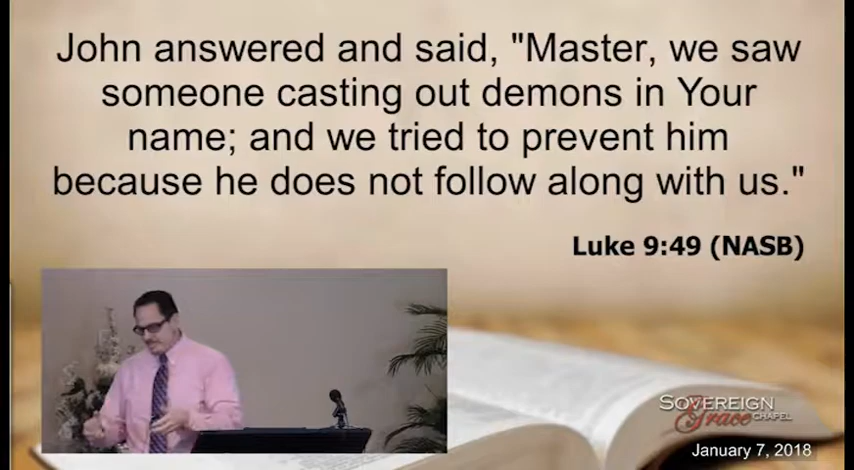 John answered and said, "Master, we saw
someone casting out demons in Your
name; and we tried to prevent him
because he does not follow along with us."
Luke 9:49 (NASB)
SOVEREIGN
Grace CHAPEL
January 7, 2018